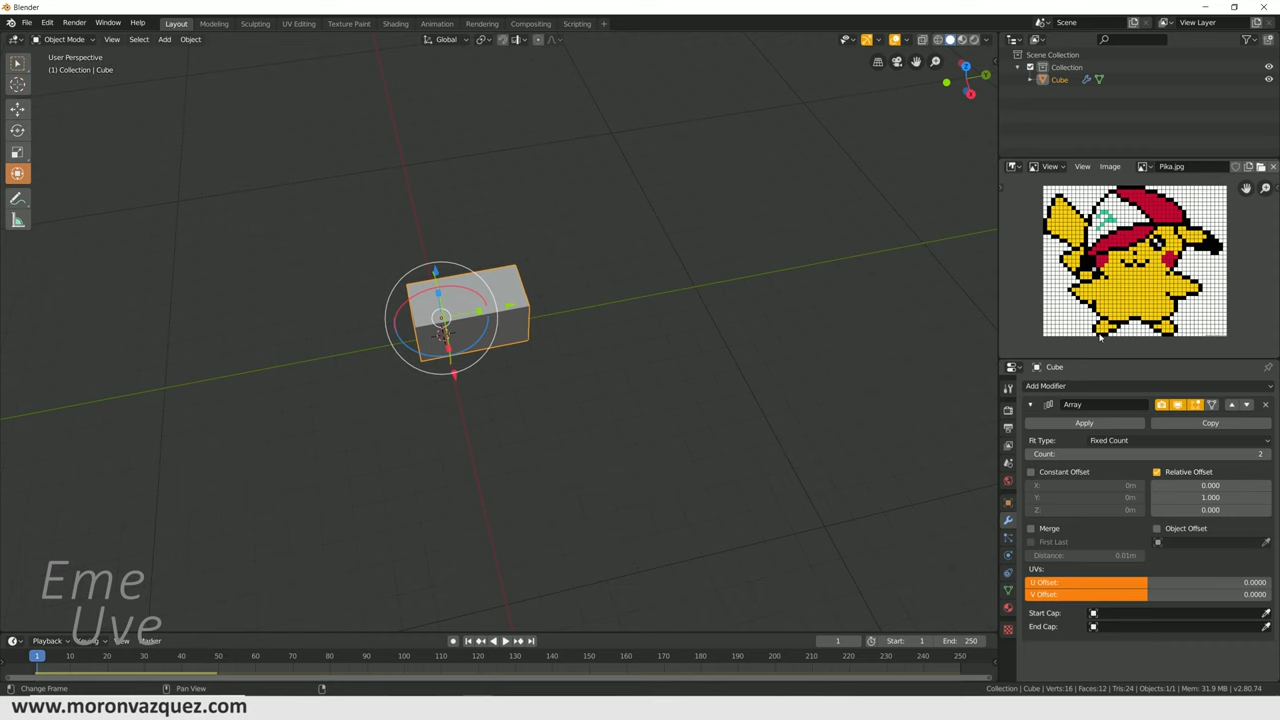 Blender
File Edit Render Window Help Layout Modeling Sculpting UV Editing Texture Paint Shading Animation Rendering Compositing Scripting + Scene View Layer
Object Mode View Select Add Object Global
User Perspective
(1) Collection | Cube
Scene Collection
Collection
Cube
View View Image Pika.jpg
Cube
Add Modifier
Array
Apply Copy
Fit Type: Fixed Count
Count: 2
Constant Offset Relative Offset
X: 0m 0.000
Y: 0m 1.000
Z: 0m 0.000
Merge Object Offset
First Last
Distance: 0.01m
UVs:
U Offset: 0.0000
V Offset: 0.0000
Start Cap:
End Cap:
Eme
Uve
Playback Keying View Marker 1 Start: 1 End: 250
1 10 20 30 40 50 60 70 80 90 100 110 120 130 140 150 160 170 180 190 200 210 220 230 240 250
Change Frame Pan View Collection | Cube | Verts:16 | Faces:12 | Tris:24 | Objects:1/1 | Mem: 31.9 MB | v2.80.74
www.moronvazquez.com